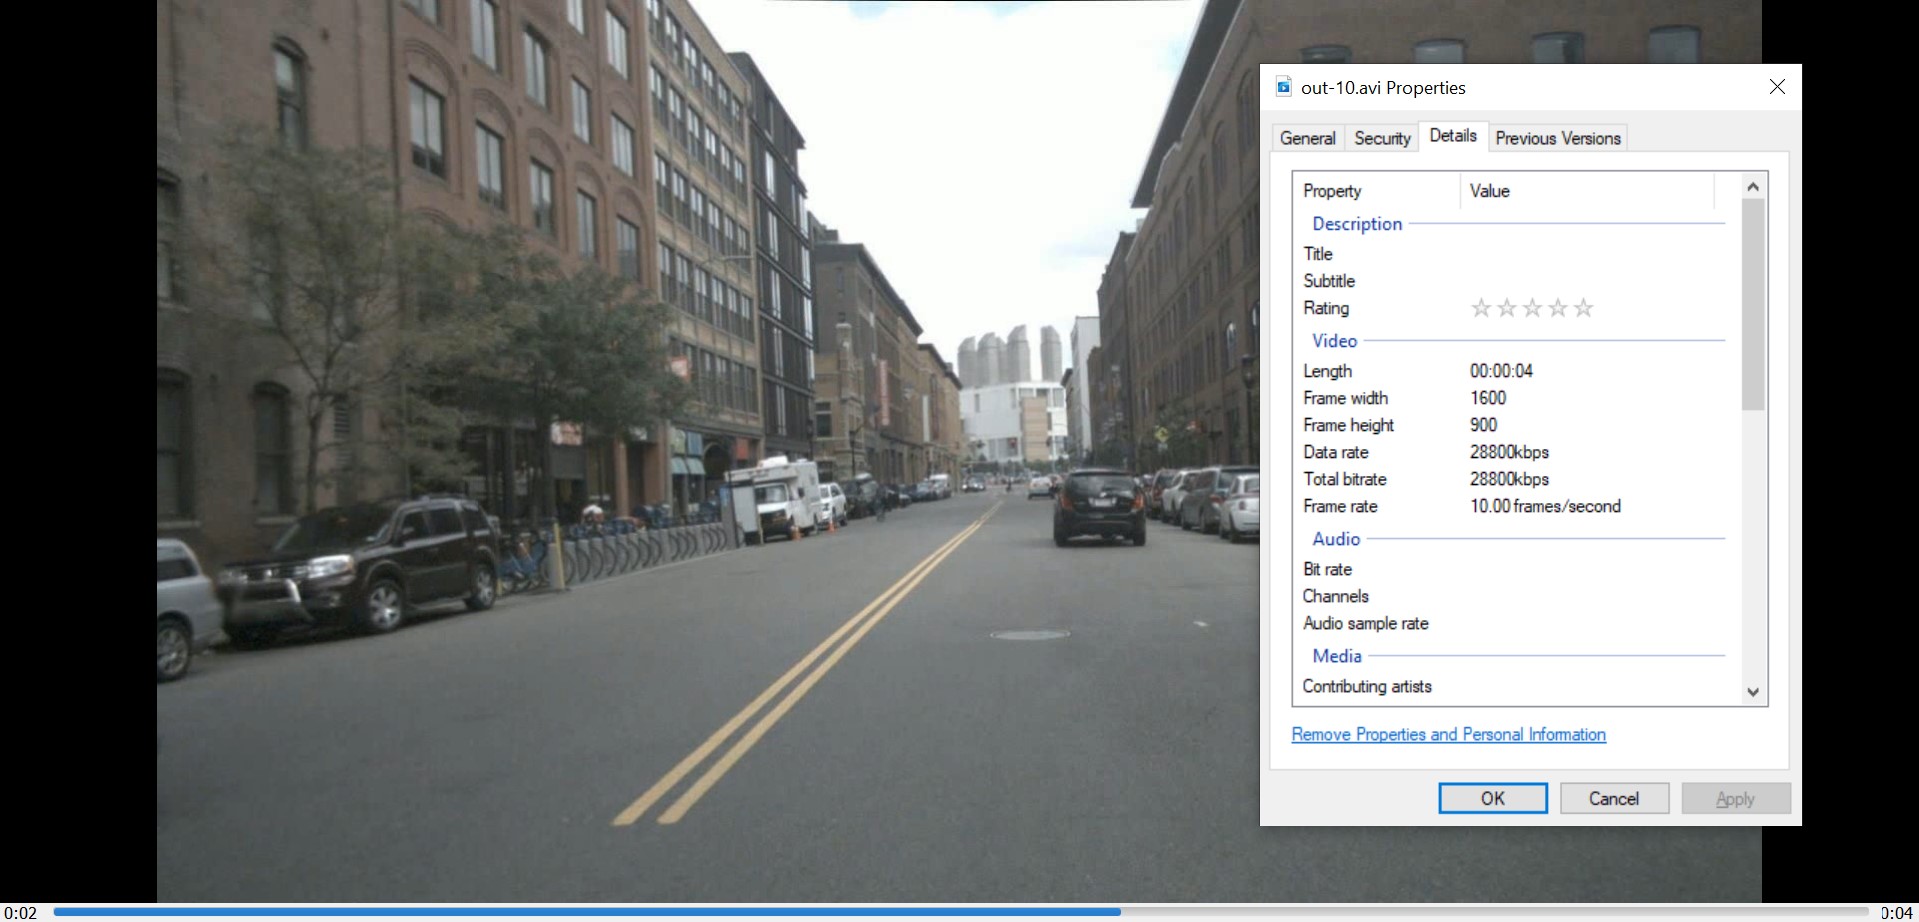 out-10.avi Properties
General Security Details Previous Versions
Property Value
Description
Title
Subtitle
Rating
Video
Length 00:00:04
Frame width 1600
Frame height 900
Data rate 28800kbps
Total bitrate 28800kbps
Frame rate 10.00 frames/second
Audio
Bit rate
Channels
Audio sample rate
Media
Contributing artists
Remove Properties and Personal Information
OK Cancel Apply
0:02 0:04